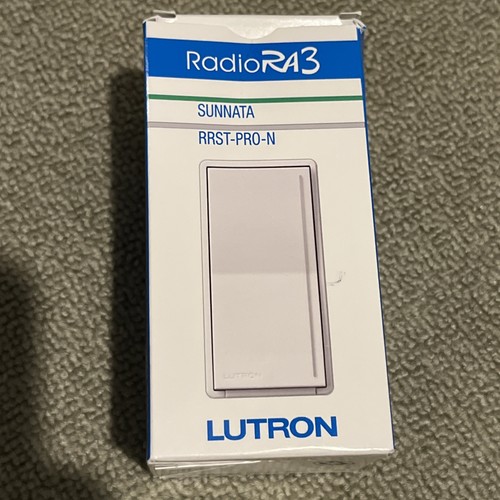 RadioRA3
SUNNATA
RRST-PRO-N
LUTRON
LUTRON